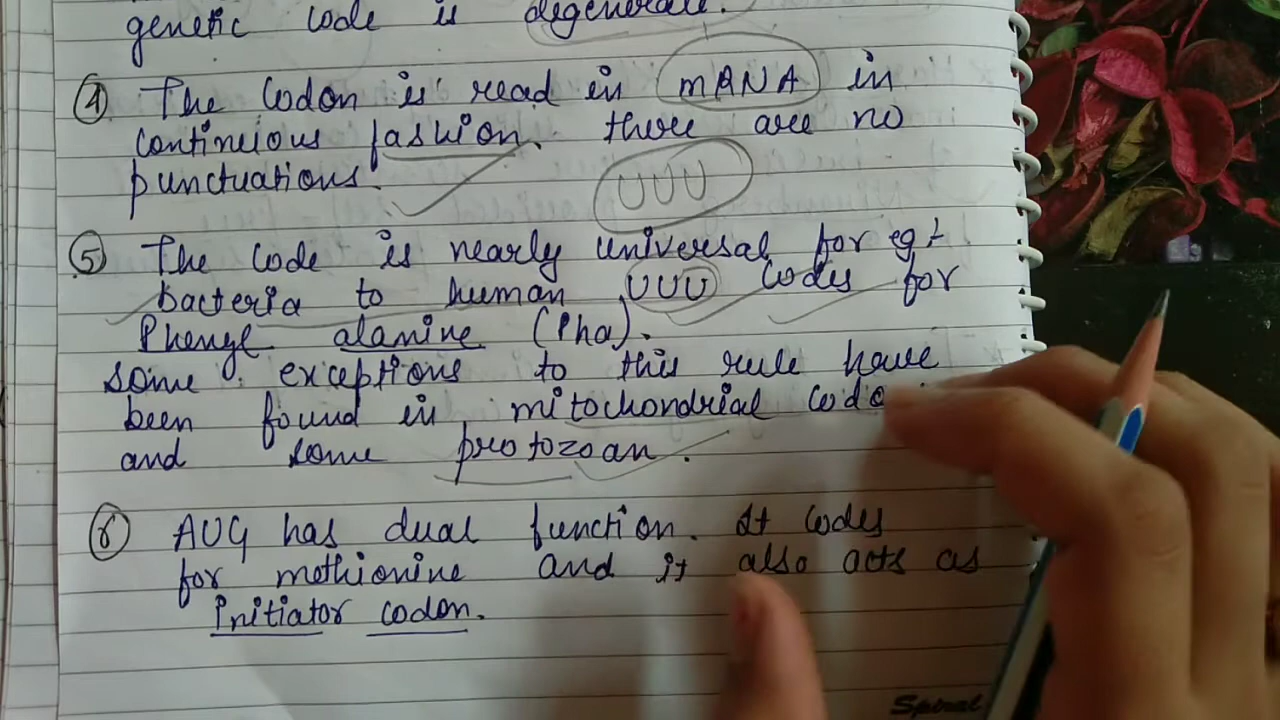 genetic code is degenerate.
④ The Codon is read in mRNA in
continuious fashion. there are no
punctuations.
UUU
⑤ The code is nearly universal for eg:-
bacteria to human UUU codes for
Phenyl alanine (Pha).
some exceptions to this rule have
been found in mitochondrial
and some protozoan.
⑥ AUG has dual function. It codes
for methionine and it also acts as
initiator codon.
Spiral